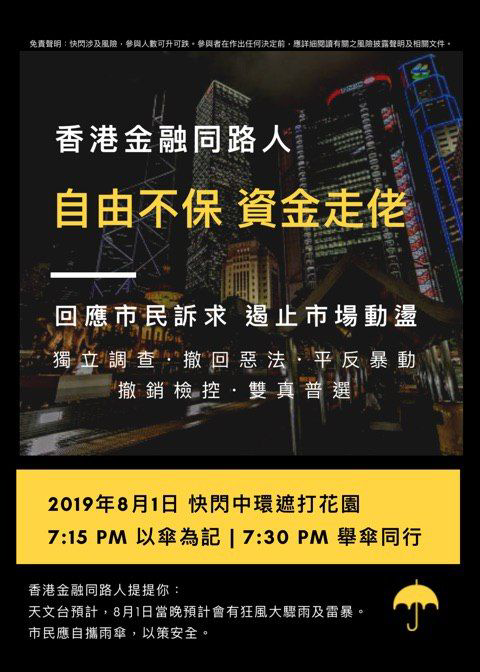 免責聲明：快閃涉及風險，參與人數可升可跌。參與者在作出任何決定前，應詳細閱讀有關之風險披露聲明及相關文件。
香港金融同路人
自由不保 資金走佬
回應市民訴求 遏止市場動盪
獨立調查．撤回惡法．平反暴動
撤銷檢控．雙真普選
2019年8月1日 快閃中環遮打花園
7:15 PM 以傘為記 | 7:30 PM 舉傘同行
香港金融同路人提提你：
天文台預計，8月1日當晚預計會有狂風大驟雨及雷暴。
市民應自攜雨傘，以策安全。